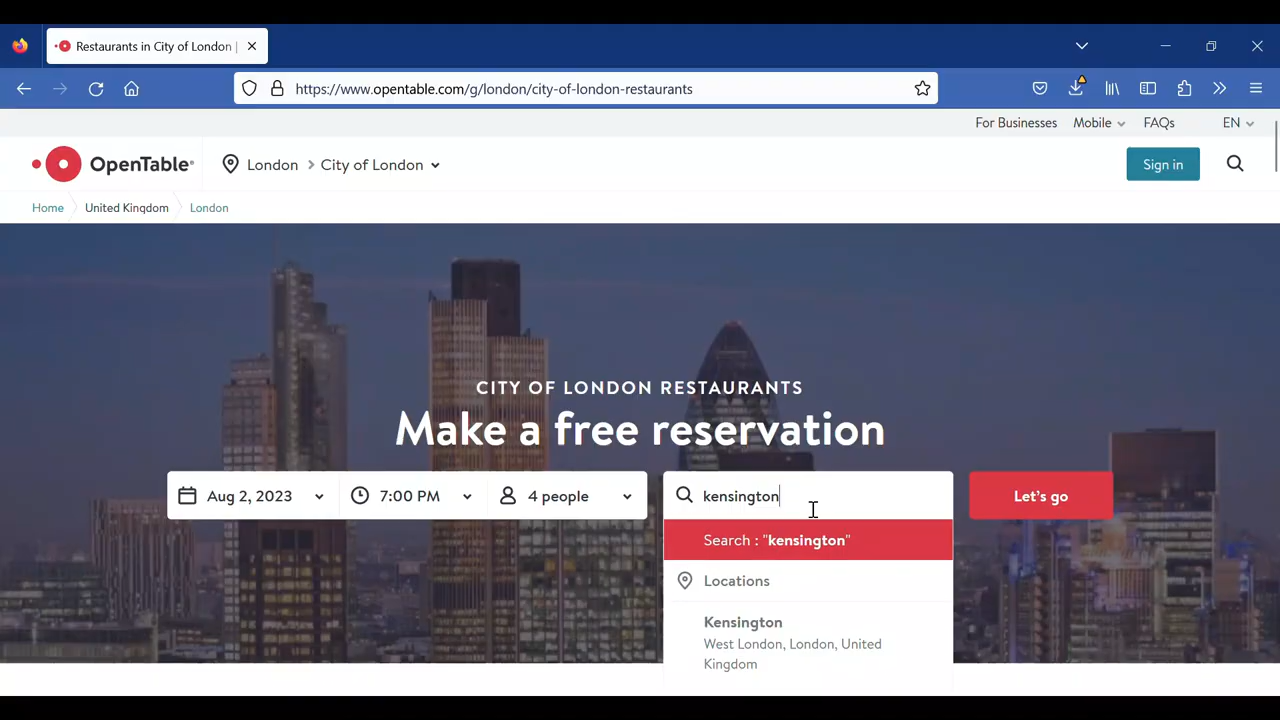 Restaurants in City of London |
https://www.opentable.com/g/london/city-of-london-restaurants
For Businesses Mobile FAQs EN
OpenTable® London City of London Sign in
Home United Kingdom London
CITY OF LONDON RESTAURANTS
Make a free reservation
Aug 2, 2023 7:00 PM 4 people kensington Let's go
Search : "kensington"
Locations
Kensington
West London, London, United
Kingdom